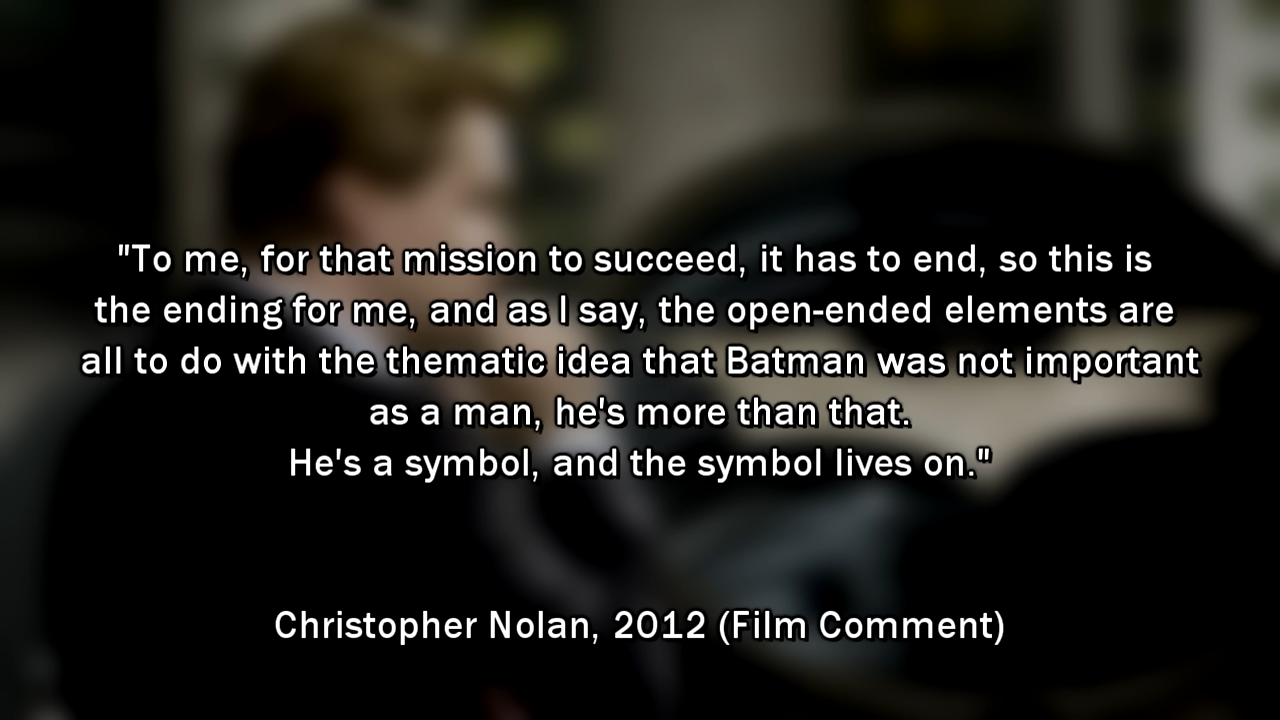 "To me, for that mission to succeed, it has to end, so this is
the ending for me, and as I say, the open-ended elements are
all to do with the thematic idea that Batman was not important
as a man, he's more than that.
He's a symbol, and the symbol lives on."
Christopher Nolan, 2012 (Film Comment)